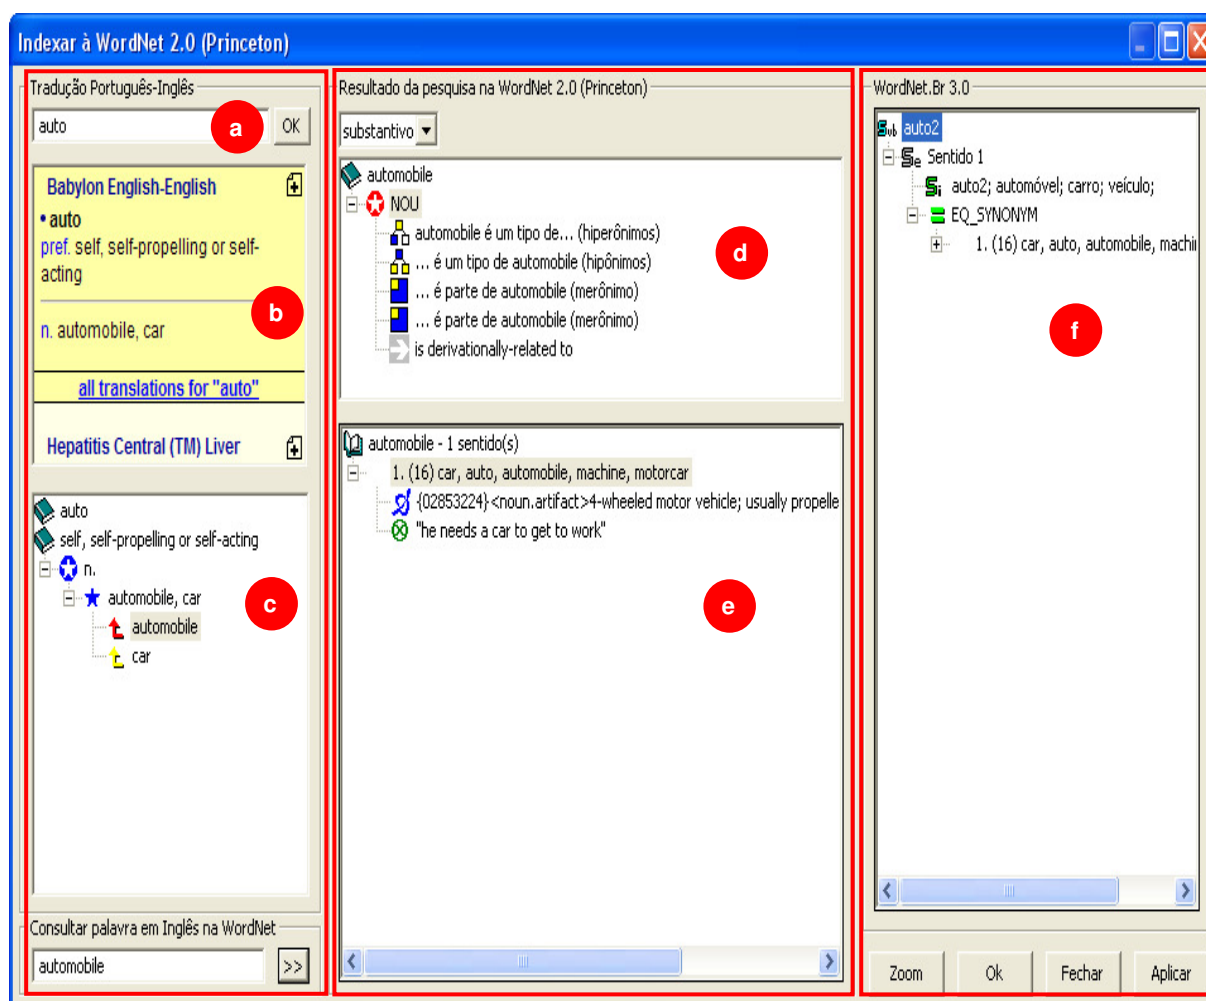 Indexar à WordNet 2.0 (Princeton)
Tradução Português-Inglês
auto
a
OK
Babylon English-English
• auto
pref. self, self-propelling or self-
acting
b
n. automobile, car
all translations for "auto"
Hepatitis Central (TM) Liver
auto
self, self-propelling or self-acting
n.
automobile, car
c
automobile
car
Consultar palavra em Inglês na WordNet
automobile
>>
Resultado da pesquisa na WordNet 2.0 (Princeton)
substantivo
automobile
NOU
automobile é um tipo de... (hiperônimos)
... é um tipo de automobile (hipônimos)
d
... é parte de automobile (merônimo)
... é parte de automobile (merônimo)
is derivationally-related to
automobile - 1 sentido(s)
1. (16) car, auto, automobile, machine, motorcar
{02853224}<noun.artifact>4-wheeled motor vehicle; usually propelle
"he needs a car to get to work"
e
WordNet.Br 3.0
Sub auto2
Se Sentido 1
Si auto2; automóvel; carro; veículo;
EQ_SYNONYM
1. (16) car, auto, automobile, machi
f
Zoom
Ok
Fechar
Aplicar